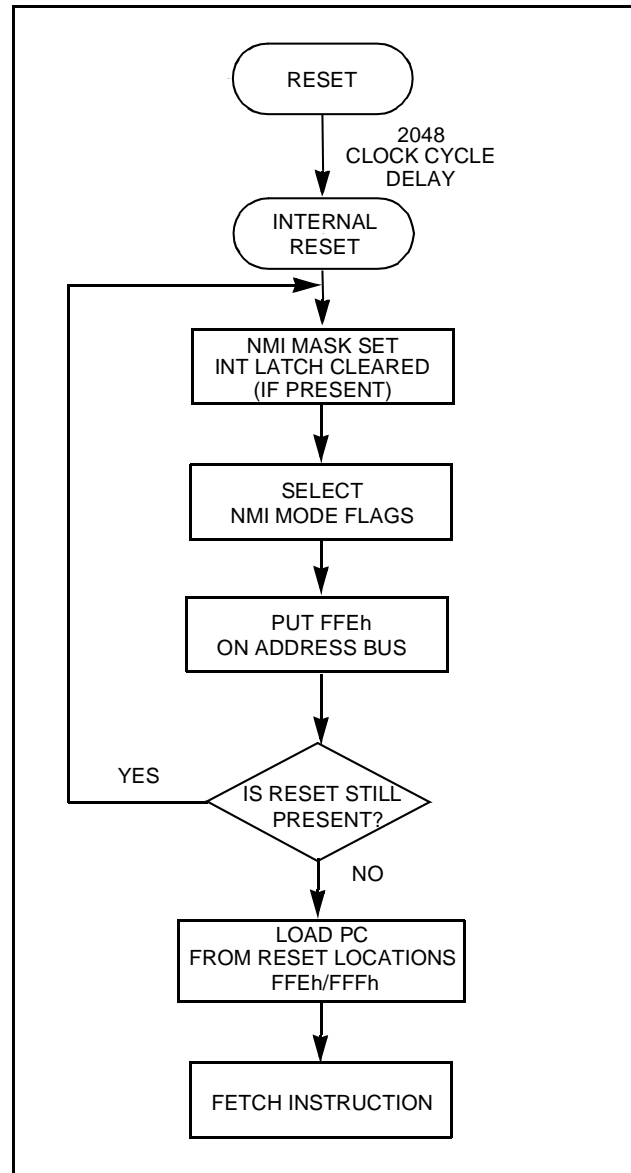 RESET
2048
CLOCK CYCLE
DELAY
INTERNAL
RESET
NMI MASK SET
INT LATCH CLEARED
(IF PRESENT)
SELECT
NMI MODE FLAGS
PUT FFEh
ON ADDRESS BUS
YES
IS RESET STILL
PRESENT?
NO
LOAD PC
FROM RESET LOCATIONS
FFEh/FFFh
FETCH INSTRUCTION